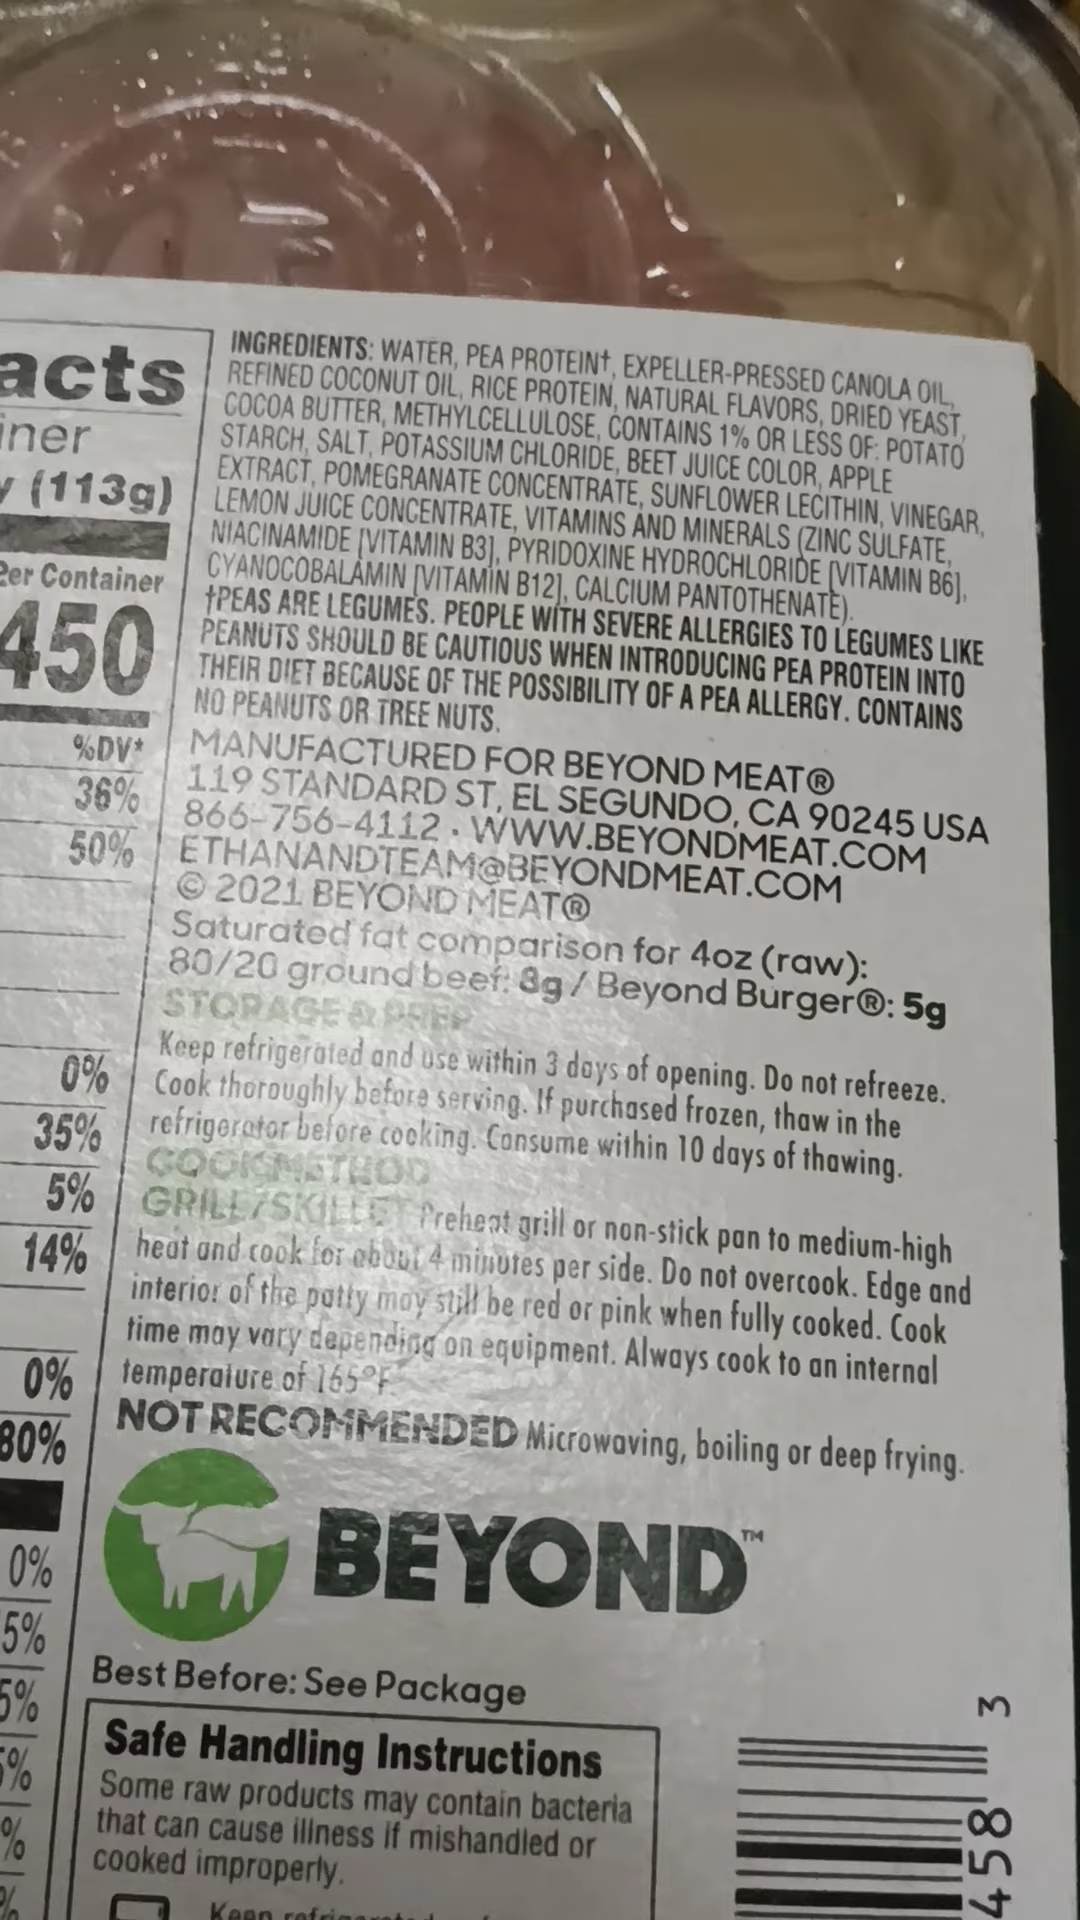 acts
iner
(113g)
Per Container
450
%DV*
36%
50%
0%
35%
5%
14%
0%
80%
0%
5%
5%
%
%
%
INGREDIENTS: WATER, PEA PROTEIN†, EXPELLER-PRESSED CANOLA OIL,
REFINED COCONUT OIL, RICE PROTEIN, NATURAL FLAVORS, DRIED YEAST,
COCOA BUTTER, METHYLCELLULOSE, CONTAINS 1% OR LESS OF: POTATO
STARCH, SALT, POTASSIUM CHLORIDE, BEET JUICE COLOR, APPLE
EXTRACT, POMEGRANATE CONCENTRATE, SUNFLOWER LECITHIN, VINEGAR,
LEMON JUICE CONCENTRATE, VITAMINS AND MINERALS (ZINC SULFATE,
NIACINAMIDE [VITAMIN B3], PYRIDOXINE HYDROCHLORIDE [VITAMIN B6],
CYANOCOBALAMIN [VITAMIN B12], CALCIUM PANTOTHENATE).
†PEAS ARE LEGUMES. PEOPLE WITH SEVERE ALLERGIES TO LEGUMES LIKE
PEANUTS SHOULD BE CAUTIOUS WHEN INTRODUCING PEA PROTEIN INTO
THEIR DIET BECAUSE OF THE POSSIBILITY OF A PEA ALLERGY. CONTAINS
NO PEANUTS OR TREE NUTS.
MANUFACTURED FOR BEYOND MEAT®
119 STANDARD ST, EL SEGUNDO, CA 90245 USA
866-756-4112 • WWW.BEYONDMEAT.COM
ETHANANDTEAM@BEYONDMEAT.COM
© 2021 BEYOND MEAT®
Saturated fat comparison for 4oz (raw):
80/20 ground beef: 8g / Beyond Burger®: 5g
STORAGE & PREP
Keep refrigerated and use within 3 days of opening. Do not refreeze.
Cook thoroughly before serving. If purchased frozen, thaw in the
refrigerator before cooking. Consume within 10 days of thawing.
COOK METHOD
GRILL/SKILLET Preheat grill or non-stick pan to medium-high
heat and cook for about 4 minutes per side. Do not overcook. Edge and
interior of the patty may still be red or pink when fully cooked. Cook
time may vary depending on equipment. Always cook to an internal
temperature of 165°F.
NOT RECOMMENDED Microwaving, boiling or deep frying.
BEYOND™
Best Before: See Package
Safe Handling Instructions
Some raw products may contain bacteria
that can cause illness if mishandled or
cooked improperly.
Keep refrigerated
3
458